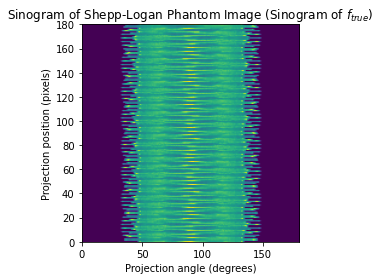 Sinogram of Shepp-Logan Phantom Image (Sinogram of f_true)
180
160
140
120
100
80
60
40
20
0
Projection position (pixels)
0 50 100 150
Projection angle (degrees)